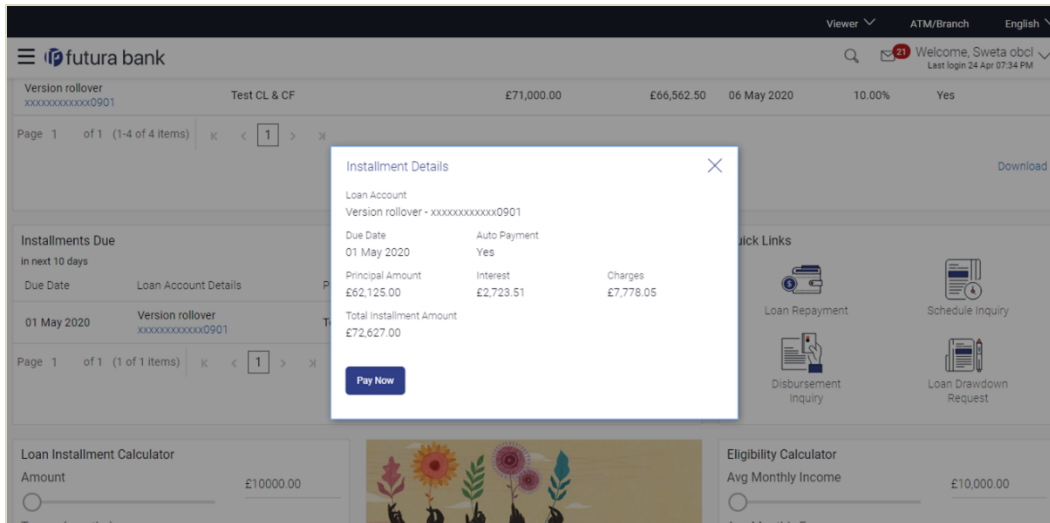 Viewer ATM/Branch English
futura bank 21 Welcome, Sweta obcl
Last login 24 Apr 07:34 PM
Version rollover Test CL & CF £71,000.00 £66,562.50 06 May 2020 10.00% Yes
xxxxxxxxxxxx0901
Page 1 of 1 (1-4 of 4 items) 1
Download
Installment Details
Loan Account
Version rollover - xxxxxxxxxxxx0901
Due Date Auto Payment
01 May 2020 Yes
Principal Amount Interest Charges
£62,125.00 £2,723.51 £7,778.05
Total Installment Amount
£72,627.00
Pay Now
Installments Due
in next 10 days
Due Date Loan Account Details
01 May 2020 Version rollover
xxxxxxxxxxxx0901
Page 1 of 1 (1 of 1 items) 1
Links
Loan Repayment Schedule Inquiry
Disbursement Inquiry
Loan Drawdown Request
Loan Installment Calculator
Amount £10000.00
Eligibility Calculator
Avg Monthly Income £10,000.00